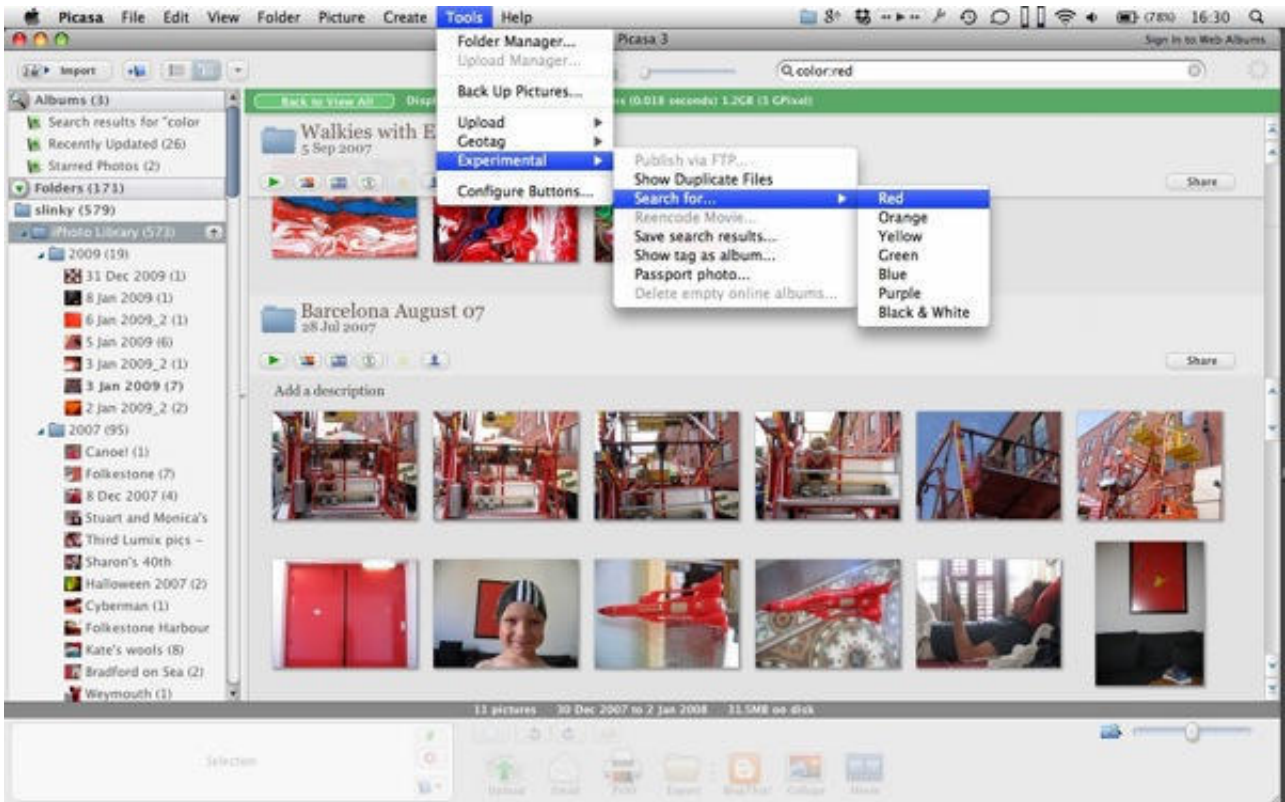 Picasa File Edit View Folder Picture Create Tools Help (78%) 16:30
Picasa 3 Sign In to Web Albums
Import
color:red
Folder Manager...
Upload Manager...
Back Up Pictures...
Upload
Geotag
Experimental
Configure Buttons...
Publish via FTP...
Show Duplicate Files
Search for...
Reencode Movie...
Save search results...
Show tag as album...
Passport photo...
Delete empty online albums...
Red
Orange
Yellow
Green
Blue
Purple
Black & White
Albums (3)
Search results for "color
Recently Updated (26)
Starred Photos (2)
Folders (171)
slinky (579)
iPhoto Library (573)
2009 (19)
31 Dec 2009 (1)
8 Jan 2009 (1)
6 Jan 2009_2 (1)
5 Jan 2009 (6)
3 Jan 2009_2 (1)
3 Jan 2009 (7)
2 Jan 2009_2 (2)
2007 (95)
Canoe! (1)
Folkestone (7)
8 Dec 2007 (4)
Stuart and Monica's
Third Lumix pics –
Sharon's 40th
Halloween 2007 (2)
Cyberman (1)
Folkestone Harbour
Kate's wools (8)
Bradford on Sea (2)
Weymouth (1)
Back to View All Disp (0.018 seconds) 1.2GB
Walkies with E
5 Sep 2007
Share
Barcelona August 07
28 Jul 2007
Share
Add a description
11 pictures 30 Dec 2007 to 2 Jan 2008 31.5MB on disk
Selection
Upload Email Print Export BlogThis! Collage Movie